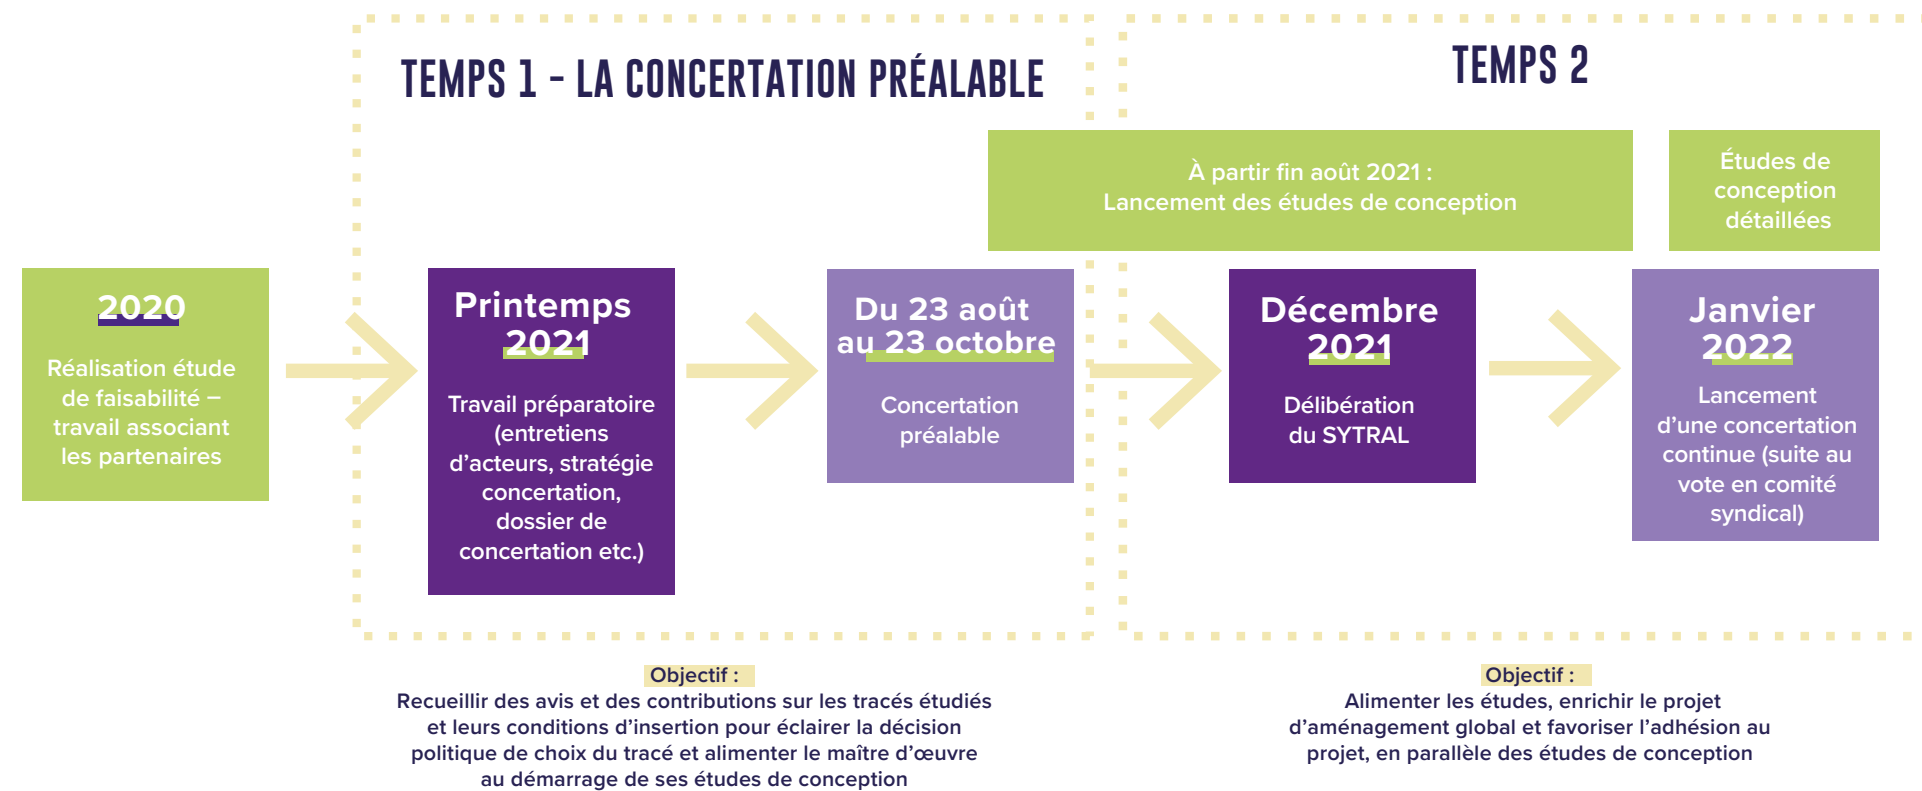 TEMPS 1 - LA CONCERTATION PRÉALABLE
TEMPS 2
À partir fin août 2021 :
Lancement des études de conception
Études de
conception
détaillées
2020
Réalisation étude
de faisabilité –
travail associant
les partenaires
Printemps
2021
Travail préparatoire
(entretiens
d’acteurs, stratégie
concertation,
dossier de
concertation etc.)
Du 23 août
au 23 octobre
Concertation
préalable
Décembre
2021
Délibération
du SYTRAL
Janvier
2022
Lancement
d’une concertation
continue (suite au
vote en comité
syndical)
Objectif :
Recueillir des avis et des contributions sur les tracés étudiés
et leurs conditions d’insertion pour éclairer la décision
politique de choix du tracé et alimenter le maître d’œuvre
au démarrage de ses études de conception
Objectif :
Alimenter les études, enrichir le projet
d’aménagement global et favoriser l’adhésion au
projet, en parallèle des études de conception